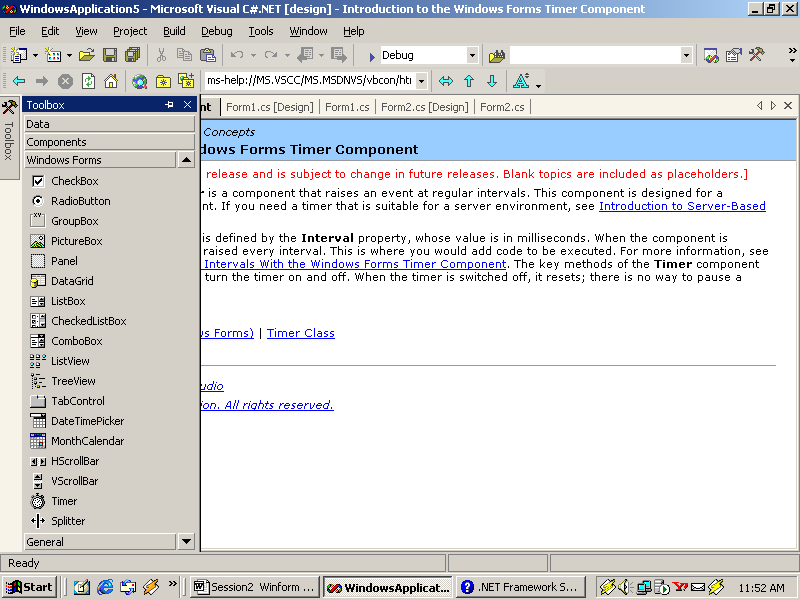 WindowsApplication5 - Microsoft Visual C#.NET [design] - Introduction to the Windows Forms Timer Component
File Edit View Project Build Debug Tools Window Help
Debug
ms-help://MS.VSCC/MS.MSDNVS/vbcon/ht
Toolbox
Toolbox
nt Form1.cs [Design] Form1.cs Form2.cs [Design] Form2.cs
Data
Components
Windows Forms
CheckBox
RadioButton
GroupBox
PictureBox
Panel
DataGrid
ListBox
CheckedListBox
ComboBox
ListView
TreeView
TabControl
DateTimePicker
MonthCalendar
HScrollBar
VScrollBar
Timer
Splitter
General
Concepts
dows Forms Timer Component
release and is subject to change in future releases. Blank topics are included as placeholders.]
r is a component that raises an event at regular intervals. This component is designed for a
nt. If you need a timer that is suitable for a server environment, see Introduction to Server-Based
is defined by the Interval property, whose value is in milliseconds. When the component is
raised every interval. This is where you would add code to be executed. For more information, see
Intervals With the Windows Forms Timer Component. The key methods of the Timer component
turn the timer on and off. When the timer is switched off, it resets; there is no way to pause a
us Forms) | Timer Class
udio
ion. All rights reserved.
Ready
Start Session2 Winform ... WindowsApplicat... .NET Framework S... 11:52 AM